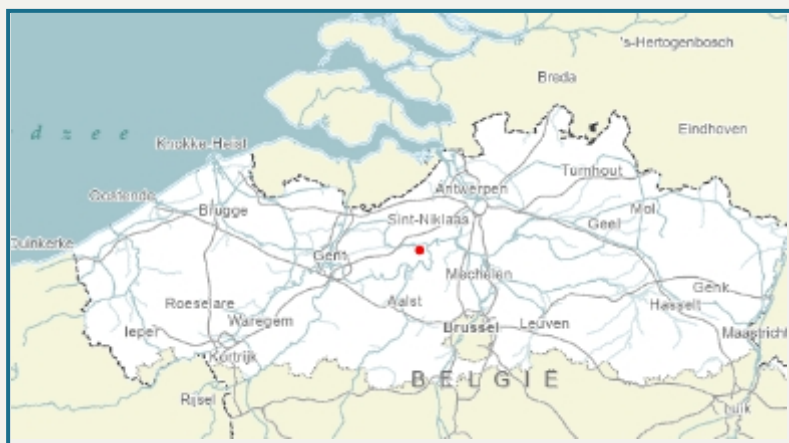 's-Hertogenbosch
Breda
Eindhoven
d z e e
Knokke-Heist
Turnhout
Antwerpen
Oostende
Brugge
Sint-Niklaas
Geel
Mol
Duinkerke
Gent
Mechelen
Genk
Roeselare
Aalst
Hasselt
Ieper
Waregem
Brussel
Leuven
Maastricht
Kortrijk
BELGIË
Rijsel
Luik